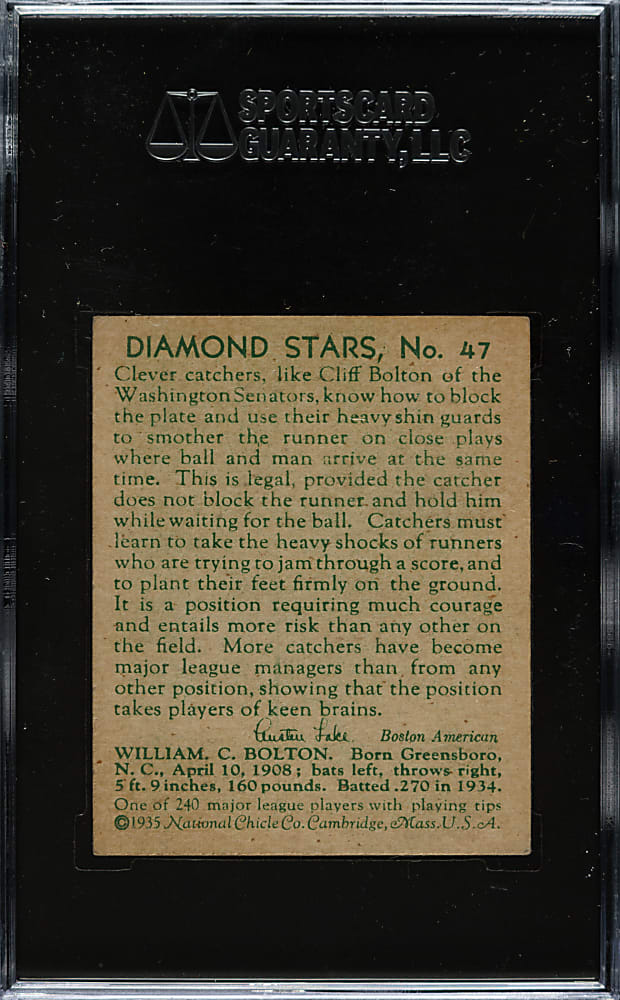 SPORTSCARD
GUARANTY, LLC
DIAMOND STARS, No. 47
Clever catchers, like Cliff Bolton of the
Washington Senators, know how to block
the plate and use their heavy shin guards
to smother the runner on close plays
where ball and man arrive at the same
time. This is legal, provided the catcher
does not block the runner and hold him
while waiting for the ball. Catchers must
learn to take the heavy shocks of runners
who are trying to jam through a score, and
to plant their feet firmly on the ground.
It is a position requiring much courage
and entails more risk than any other on
the field. More catchers have become
major league managers than from any
other position, showing that the position
takes players of keen brains.
Austen Lake Boston American
WILLIAM. C. BOLTON. Born Greensboro,
N. C., April 10, 1908; bats left, throws right,
5 ft. 9 inches, 160 pounds. Batted .270 in 1934.
One of 240 major league players with playing tips
©1935 National Chicle Co. Cambridge, Mass. U.S.A.